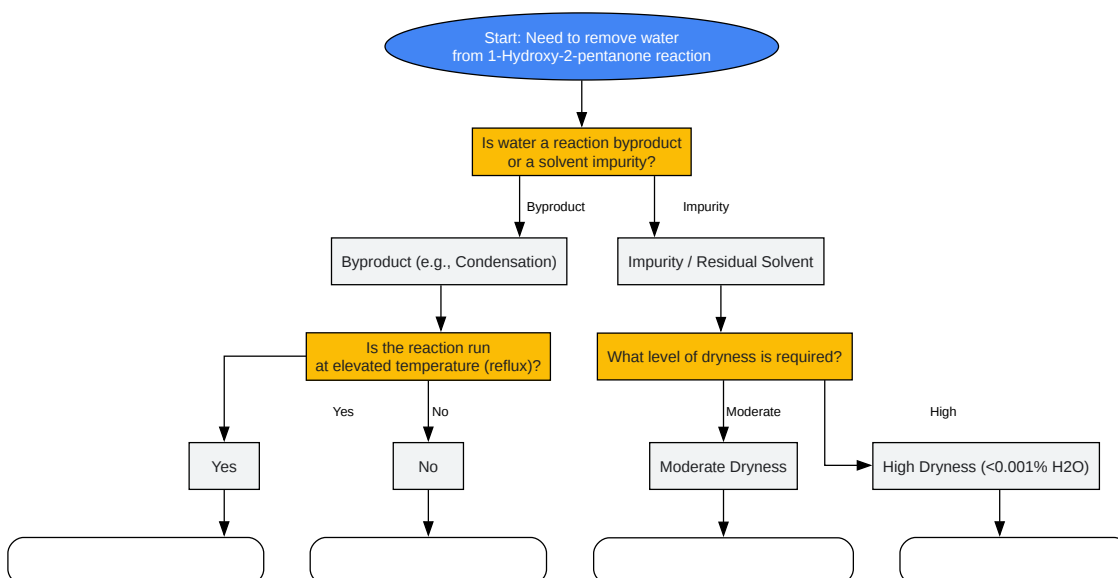 Start: Need to remove water
from 1-Hydroxy-2-pentanone reaction
Is water a reaction byproduct
or a solvent impurity?
Byproduct
Impurity
Byproduct (e.g., Condensation)
Impurity / Residual Solvent
Is the reaction run
at elevated temperature (reflux)?
What level of dryness is required?
Yes
No
Moderate
High
Yes
No
Moderate Dryness
High Dryness (<0.001% H2O)